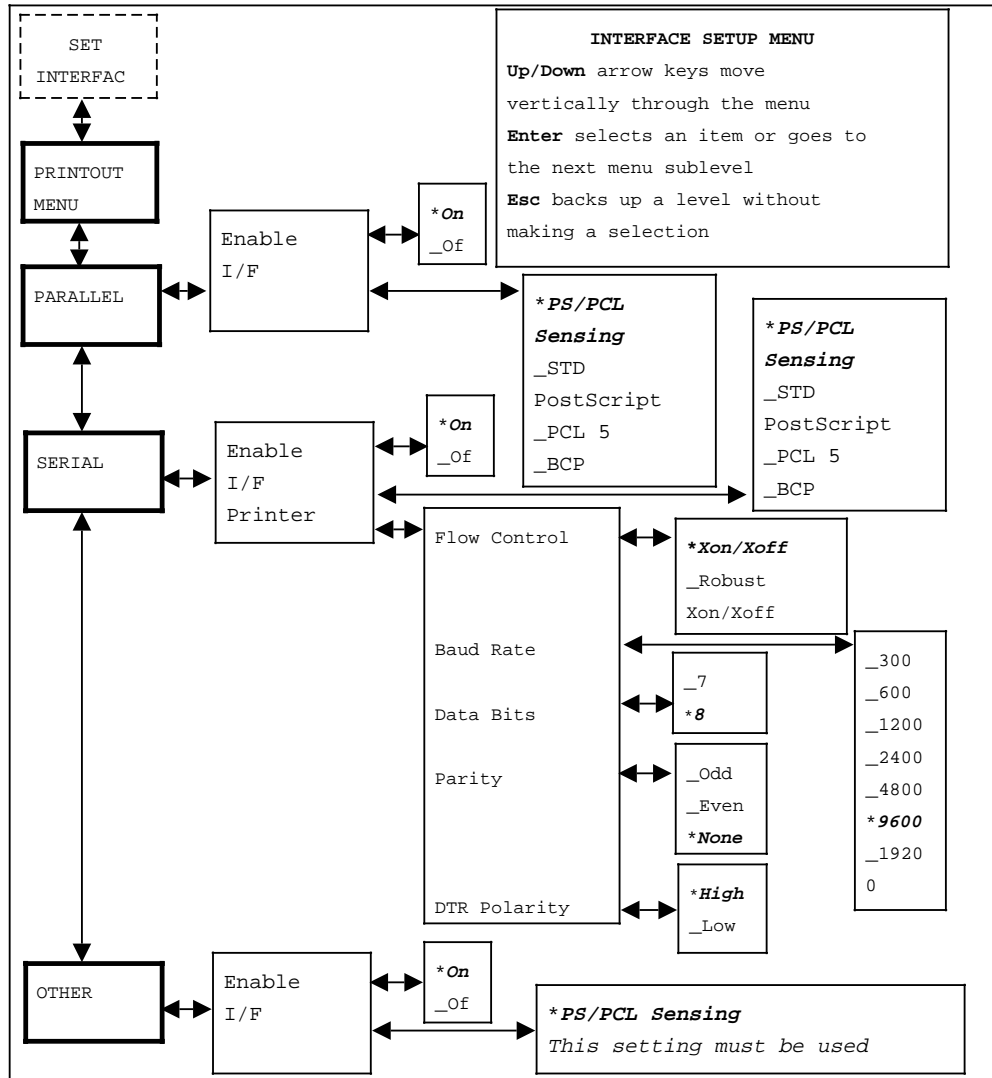 SET
INTERFAC
INTERFACE SETUP MENU
Up/Down arrow keys move
vertically through the menu
Enter selects an item or goes to
the next menu sublevel
Esc backs up a level without
making a selection
PRINTOUT
MENU
PARALLEL
Enable
I/F
*On
_Of
*PS/PCL
Sensing
_STD
PostScript
_PCL 5
_BCP
SERIAL
Enable
I/F
Printer
*On
_Of
*PS/PCL
Sensing
_STD
PostScript
_PCL 5
_BCP
Flow Control
*Xon/Xoff
_Robust
Xon/Xoff
Baud Rate
_300
_600
_1200
_2400
_4800
*9600
_1920
0
Data Bits
_7
*8
Parity
_Odd
_Even
*None
DTR Polarity
*High
_Low
OTHER
Enable
I/F
*On
_Of
*PS/PCL Sensing
This setting must be used